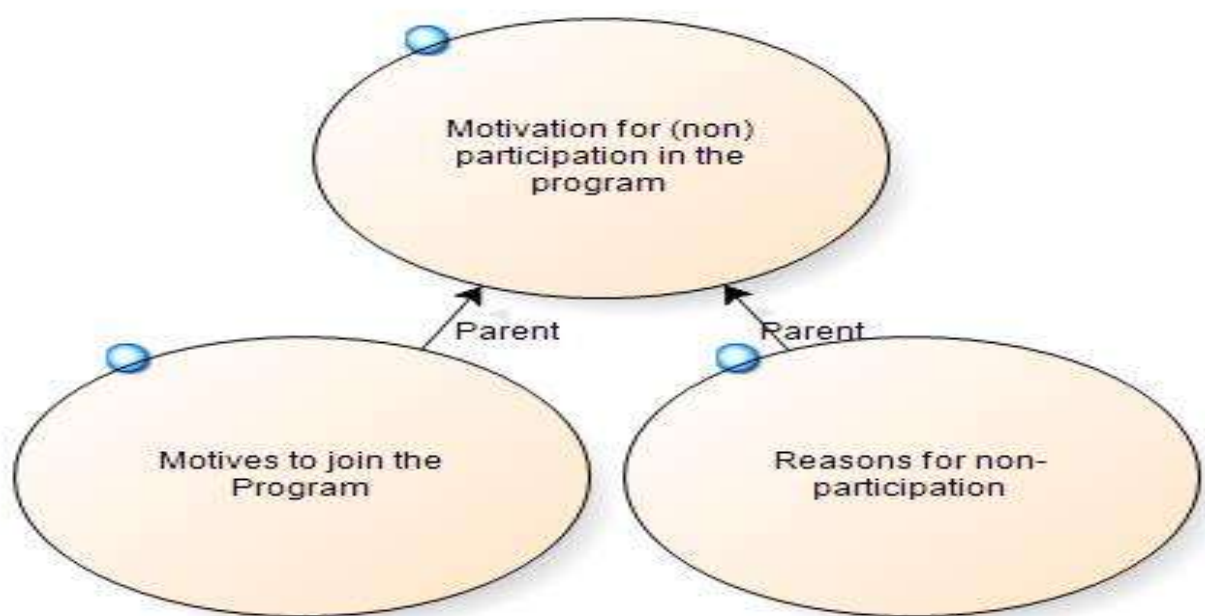 Motivation for (non)
participation in the
program
Parent
Parent
Motives to join the
Program
Reasons for non-
participation